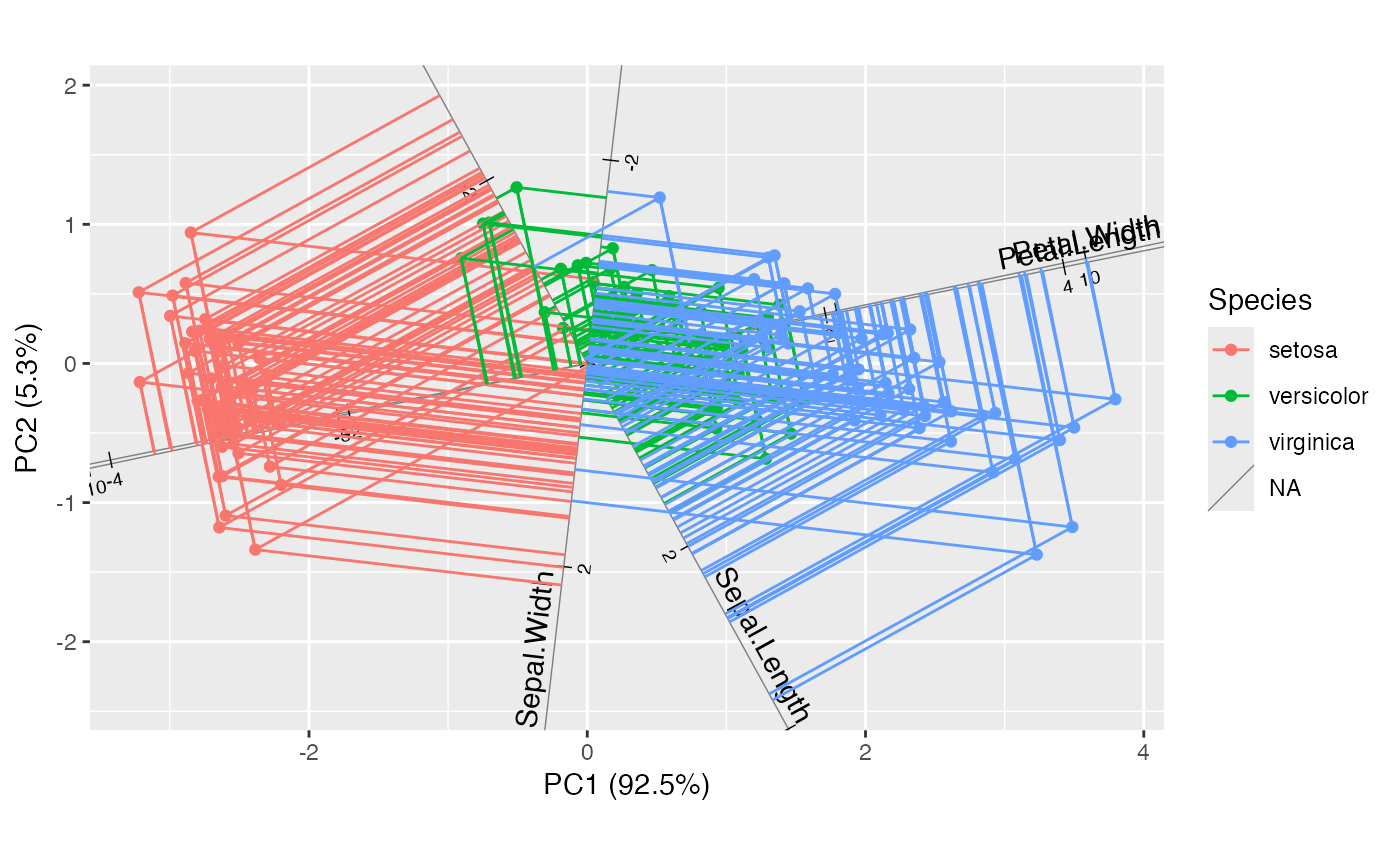 2
1
0
-1
-2
PC2 (5.3%)
-2
0
2
4
PC1 (92.5%)
-2
Petal.Width
Petal.Length
4
10
10
-4
2
2
Sepal.Width
Sepal.Length
Species
setosa
versicolor
virginica
NA